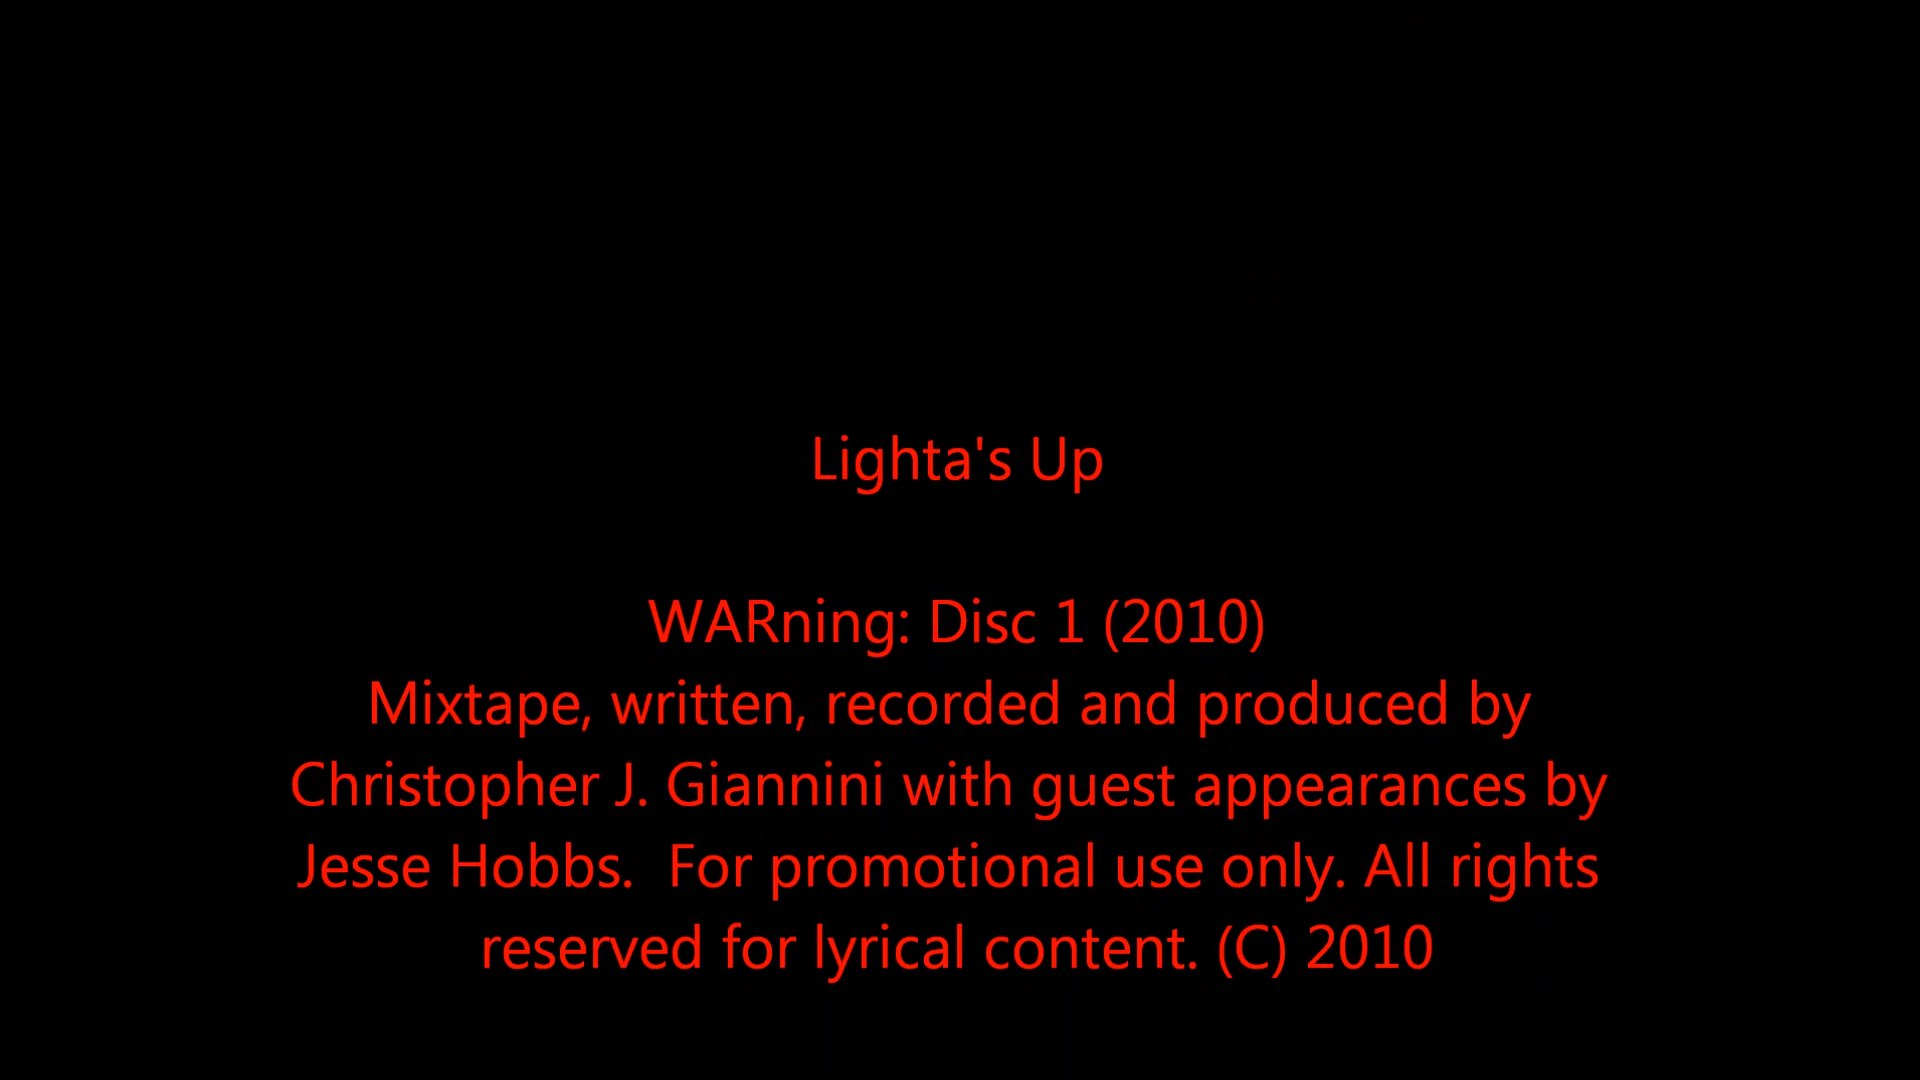 Lighta's Up
WARning: Disc 1 (2010)
Mixtape, written, recorded and produced by
Christopher J. Giannini with guest appearances by
Jesse Hobbs.  For promotional use only. All rights
reserved for lyrical content. (C) 2010